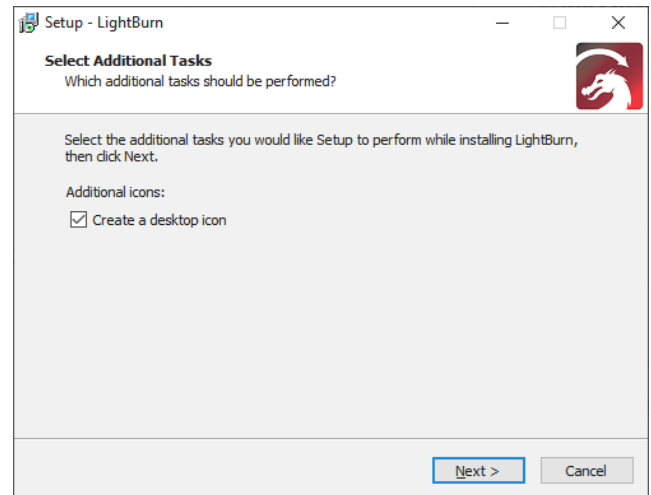 Setup - LightBurn
Select Additional Tasks
Which additional tasks should be performed?
Select the additional tasks you would like Setup to perform while installing LightBurn,
then click Next.
Additional icons:
Create a desktop icon
Next >
Cancel